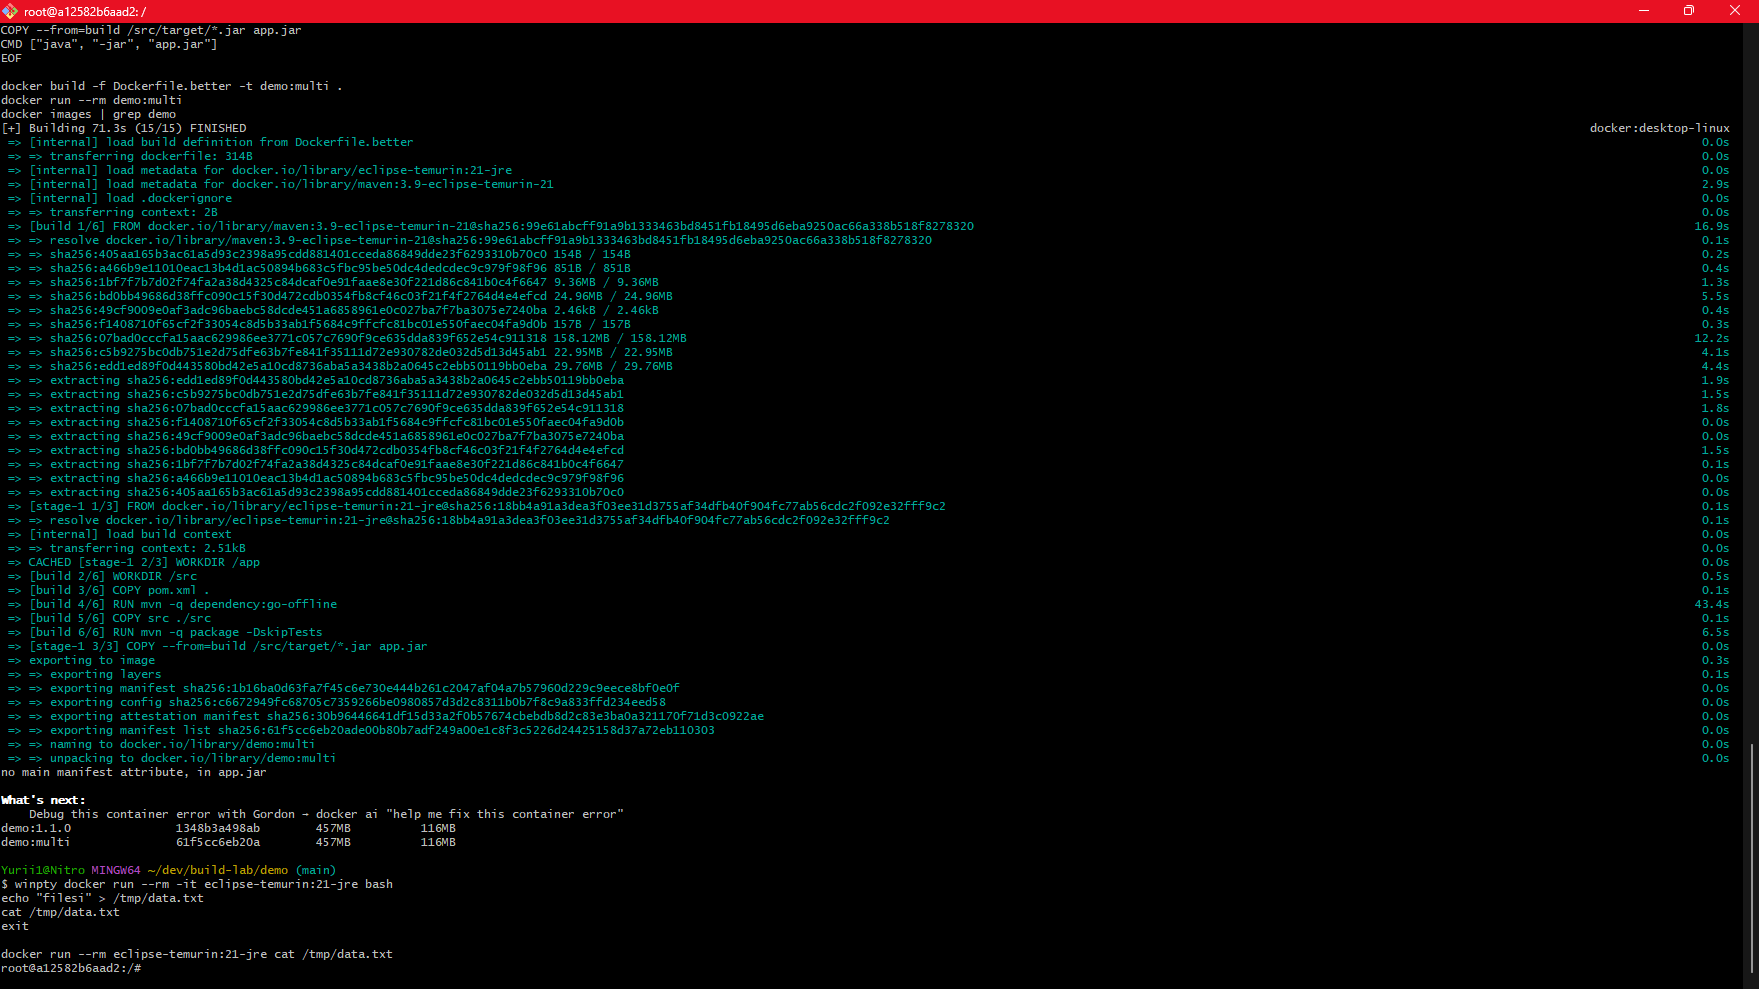 root@a12582b6aad2: /
COPY --from=build /src/target/*.jar app.jar
CMD ["java", "-jar", "app.jar"]
EOF
docker build -f Dockerfile.better -t demo:multi .
docker run --rm demo:multi
docker images | grep demo
[+] Building 71.3s (15/15) FINISHED docker:desktop-linux
=> [internal] load build definition from Dockerfile.better 0.0s
=> => transferring dockerfile: 314B 0.0s
=> [internal] load metadata for docker.io/library/eclipse-temurin:21-jre 0.0s
=> [internal] load metadata for docker.io/library/maven:3.9-eclipse-temurin-21 2.9s
=> [internal] load .dockerignore 0.0s
=> => transferring context: 2B 0.0s
=> [build 1/6] FROM docker.io/library/maven:3.9-eclipse-temurin-21@sha256:99e61abcff91a9b1333463bd8451fb18495d6eba9250ac66a338b518f8278320 16.9s
=> => resolve docker.io/library/maven:3.9-eclipse-temurin-21@sha256:99e61abcff91a9b1333463bd8451fb18495d6eba9250ac66a338b518f8278320 0.1s
=> => sha256:405aa165b3ac61a5d93c2398a95cdd881401cceda86849dde23f6293310b70c0 154B / 154B 0.2s
=> => sha256:a466b9e11010eac13b4d1ac50894b683c5fbc95be50dc4dedcdec9c979f98f96 851B / 851B 0.4s
=> => sha256:1bf7f7b7d02f74fa2a38d4325c84dcaf0e91faae8e30f221d86c841b0c4f6647 9.36MB / 9.36MB 1.3s
=> => sha256:bd0bb49686d38ffc090c15f30d472cdb0354fb8cf46c03f21f4f2764d4e4efcd 24.96MB / 24.96MB 5.5s
=> => sha256:49cf9009e0af3adc96baebc58dcde451a6858961e0c027ba7f7ba3075e7240ba 2.46kB / 2.46kB 0.4s
=> => sha256:f1408710f65cf2f33054c8d5b33ab1f5684c9ffcfc81bc01e550faec04fa9d0b 157B / 157B 0.3s
=> => sha256:07bad0cccfa15aac629986ee3771c057c7690f9ce635dda839f652e54c911318 158.12MB / 158.12MB 12.2s
=> => sha256:c5b9275bc0db751e2d75dfe63b7fe841f35111d72e930782de032d5d13d45ab1 22.95MB / 22.95MB 4.1s
=> => sha256:edd1ed89f0d443580bd42e5a10cd8736aba5a3438b2a0645c2ebb50119bb0eba 29.76MB / 29.76MB 4.4s
=> => extracting sha256:edd1ed89f0d443580bd42e5a10cd8736aba5a3438b2a0645c2ebb50119bb0eba 1.9s
=> => extracting sha256:c5b9275bc0db751e2d75dfe63b7fe841f35111d72e930782de032d5d13d45ab1 1.5s
=> => extracting sha256:07bad0cccfa15aac629986ee3771c057c7690f9ce635dda839f652e54c911318 1.8s
=> => extracting sha256:f1408710f65cf2f33054c8d5b33ab1f5684c9ffcfc81bc01e550faec04fa9d0b 0.0s
=> => extracting sha256:49cf9009e0af3adc96baebc58dcde451a6858961e0c027ba7f7ba3075e7240ba 0.0s
=> => extracting sha256:bd0bb49686d38ffc090c15f30d472cdb0354fb8cf46c03f21f4f2764d4e4efcd 1.5s
=> => extracting sha256:1bf7f7b7d02f74fa2a38d4325c84dcaf0e91faae8e30f221d86c841b0c4f6647 0.1s
=> => extracting sha256:a466b9e11010eac13b4d1ac50894b683c5fbc95be50dc4dedcdec9c979f98f96 0.0s
=> => extracting sha256:405aa165b3ac61a5d93c2398a95cdd881401cceda86849dde23f6293310b70c0 0.0s
=> [stage-1 1/3] FROM docker.io/library/eclipse-temurin:21-jre@sha256:18bb4a91a3dea3f03ee31d3755af34dfb40f904fc77ab56cdc2f092e32fff9c2 0.1s
=> => resolve docker.io/library/eclipse-temurin:21-jre@sha256:18bb4a91a3dea3f03ee31d3755af34dfb40f904fc77ab56cdc2f092e32fff9c2 0.1s
=> [internal] load build context 0.0s
=> => transferring context: 2.51kB 0.0s
=> CACHED [stage-1 2/3] WORKDIR /app 0.0s
=> [build 2/6] WORKDIR /src 0.5s
=> [build 3/6] COPY pom.xml . 0.1s
=> [build 4/6] RUN mvn -q dependency:go-offline 43.4s
=> [build 5/6] COPY src ./src 0.1s
=> [build 6/6] RUN mvn -q package -DskipTests 6.5s
=> [stage-1 3/3] COPY --from=build /src/target/*.jar app.jar 0.0s
=> exporting to image 0.3s
=> => exporting layers 0.1s
=> => exporting manifest sha256:1b16ba0d63fa7f45c6e730e444b261c2047af04a7b57960d229c9eece8bf0e0f 0.0s
=> => exporting config sha256:c6672949fc68705c7359266be0980857d3d2c8311b0b7f8c9a833ffd234eed58 0.0s
=> => exporting attestation manifest sha256:30b96446641df15d33a2f0b57674cbebdb8d2c83e3ba0a321170f71d3c0922ae 0.0s
=> => exporting manifest list sha256:61f5cc6eb20ade00b80b7adf249a00e1c8f3c5226d24425158d37a72eb110303 0.0s
=> => naming to docker.io/library/demo:multi 0.0s
=> => unpacking to docker.io/library/demo:multi 0.0s
no main manifest attribute, in app.jar
What's next:
Debug this container error with Gordon → docker ai "help me fix this container error"
demo:1.1.0 1348b3a498ab 457MB 116MB
demo:multi 61f5cc6eb20a 457MB 116MB
Yurii1@Nitro MINGW64 ~/dev/build-lab/demo (main)
$ winpty docker run --rm -it eclipse-temurin:21-jre bash
echo "filesi" > /tmp/data.txt
cat /tmp/data.txt
exit
docker run --rm eclipse-temurin:21-jre cat /tmp/data.txt
root@a12582b6aad2:/#